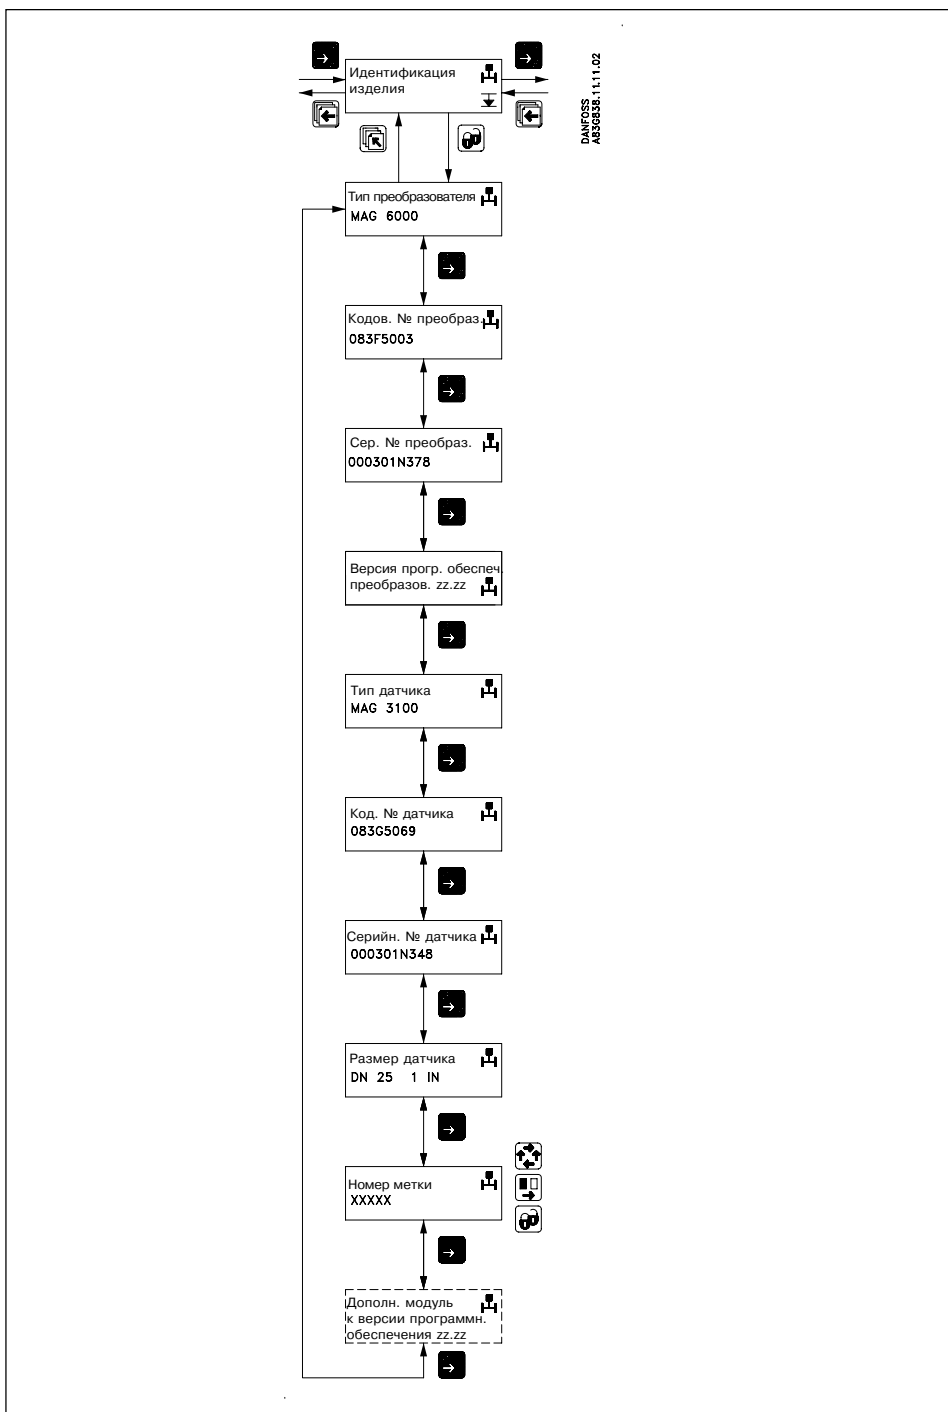 Идентификация
изделия
DANFOSS
A83G838.11.11.02
Тип преобразователя
MAG 6000
Кодов. № преобраз.
083F5003
Сер. № преобраз.
000301N378
Версия прогр. обеспеч.
преобразов. zz.zz
Тип датчика
MAG 3100
Код. № датчика
083G5069
Серийн. № датчика
000301N348
Размер датчика
DN 25 1 IN
Номер метки
XXXXX
Дополн. модуль
к версии программн.
обеспечения zz.zz